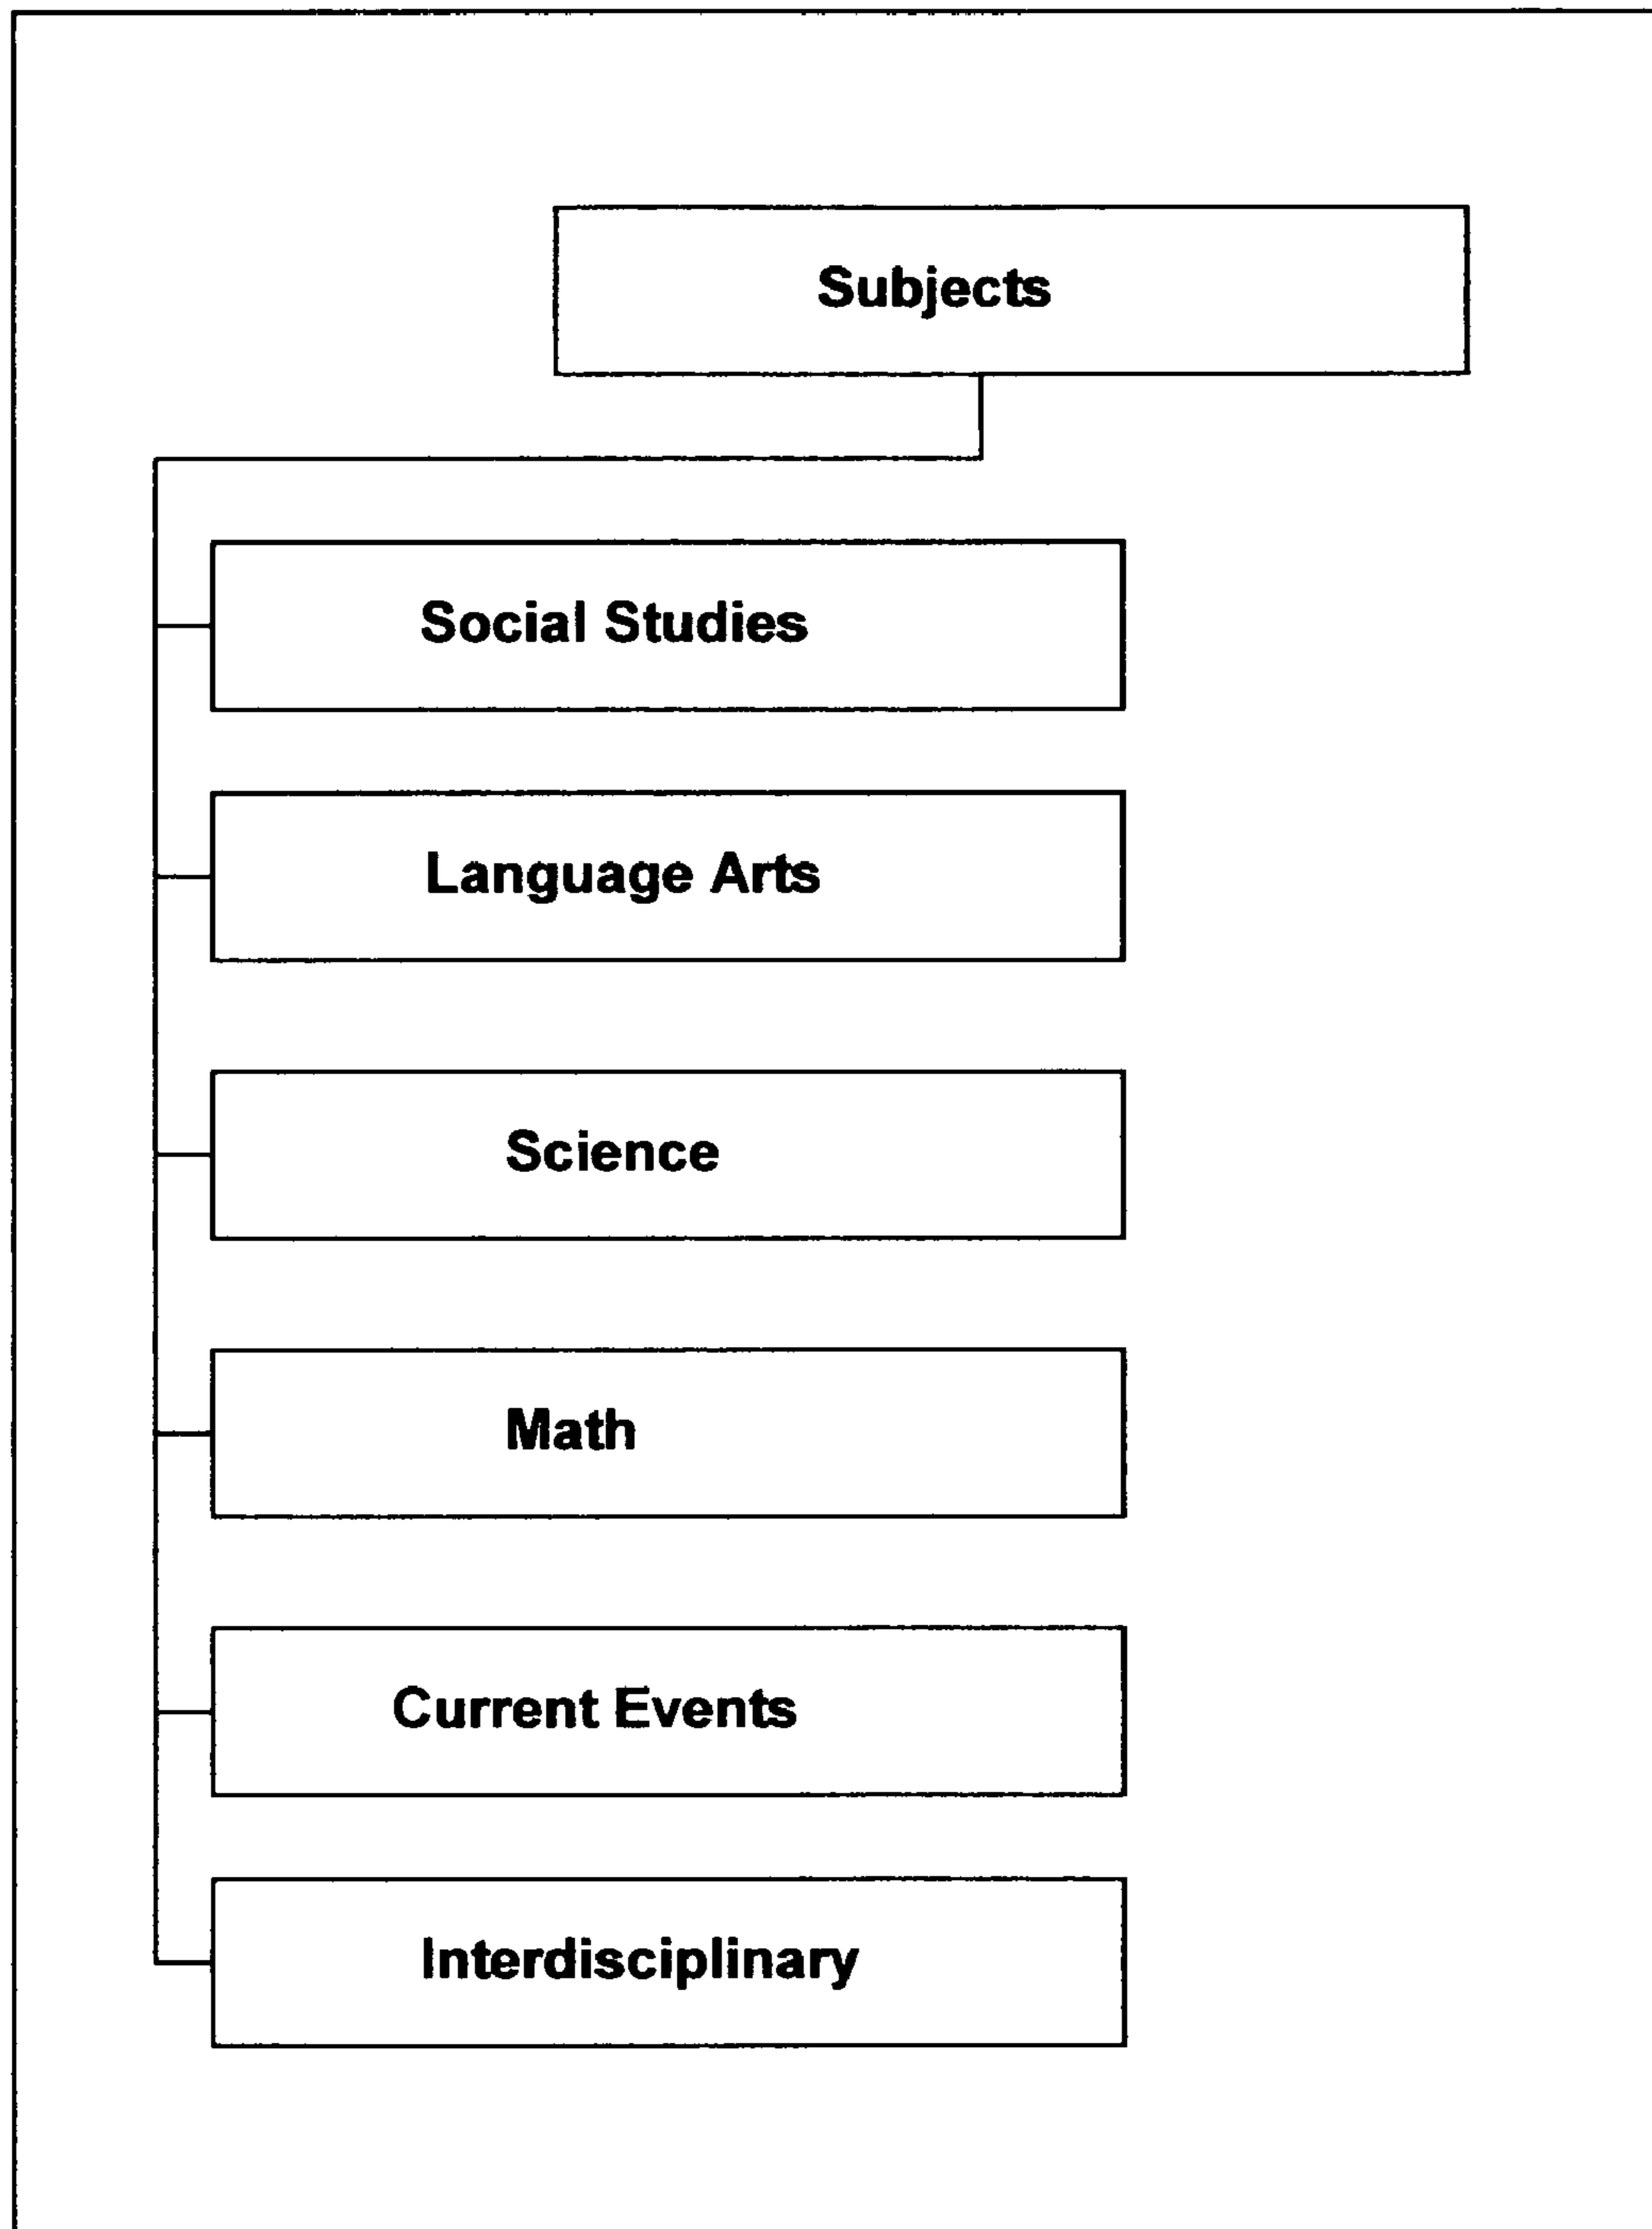 Subjects
Social Studies
Language Arts
Science
Math
Current Events
Interdisciplinary